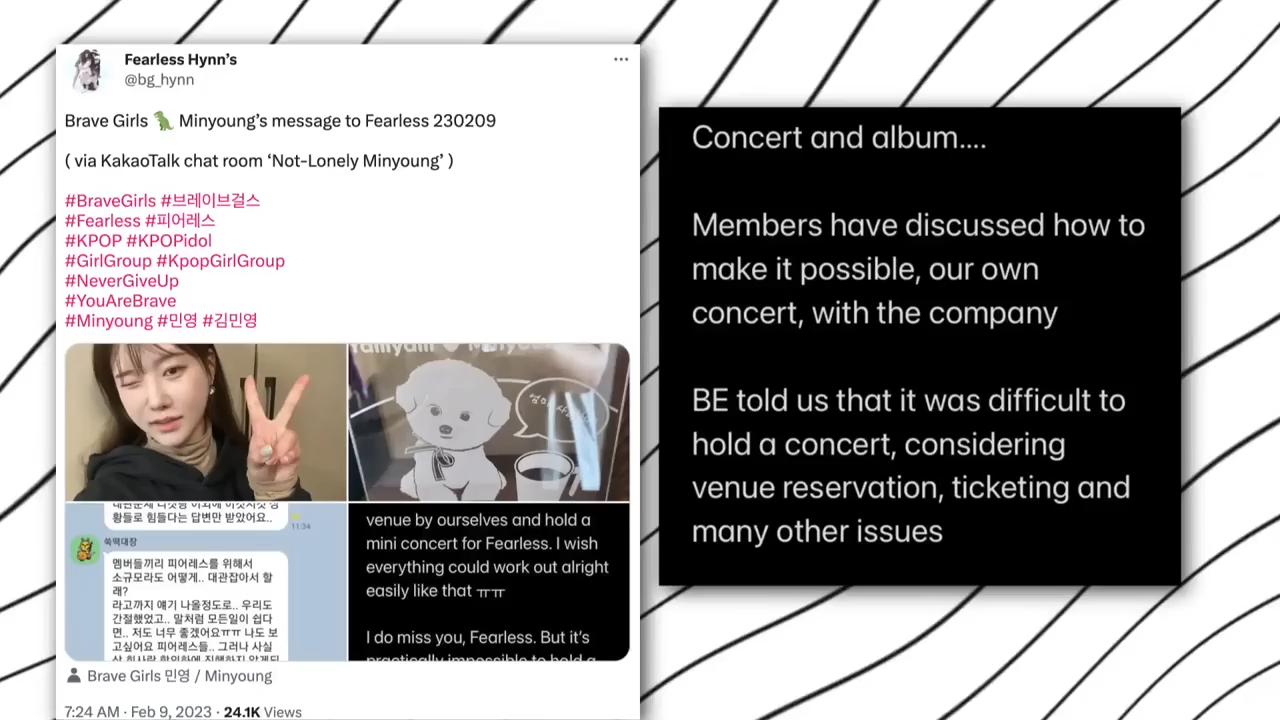 Fearless Hynn's
@bg_hynn
Brave Girls 🦖 Minyoung's message to Fearless 230209
( via KakaoTalk chat room ‘Not-Lonely Minyoung’ )
#BraveGirls #브레이브걸스
#Fearless #피어레스
#KPOP #KPOPidol
#GirlGroup #KpopGirlGroup
#NeverGiveUp
#YouAreBrave
#Minyoung #민영 #김민영
황들로 힘들다는 답변만 받았어요..
11:34
쑥떡대장
멤버들끼리 피어레스를 위해서
소규모라도 어떻게.. 대관잡아서 할
래?
라고까지 얘기 나올정도로.. 우리도
간절했었고.. 말처럼 모든일이 쉽다
면.. 저도 너무 좋겠어요ㅠㅠ 나도 보
고싶어요 피어레스들.. 그러나 사실
venue by ourselves and hold a
mini concert for Fearless. I wish
everything could work out alright
easily like that ㅠㅠ
I do miss you, Fearless. But it's
practically impossible to hold a
Brave Girls 민영 / Minyoung
7:24 AM · Feb 9, 2023 · 24.1K Views
Concert and album....
Members have discussed how to
make it possible, our own
concert, with the company
BE told us that it was difficult to
hold a concert, considering
venue reservation, ticketing and
many other issues